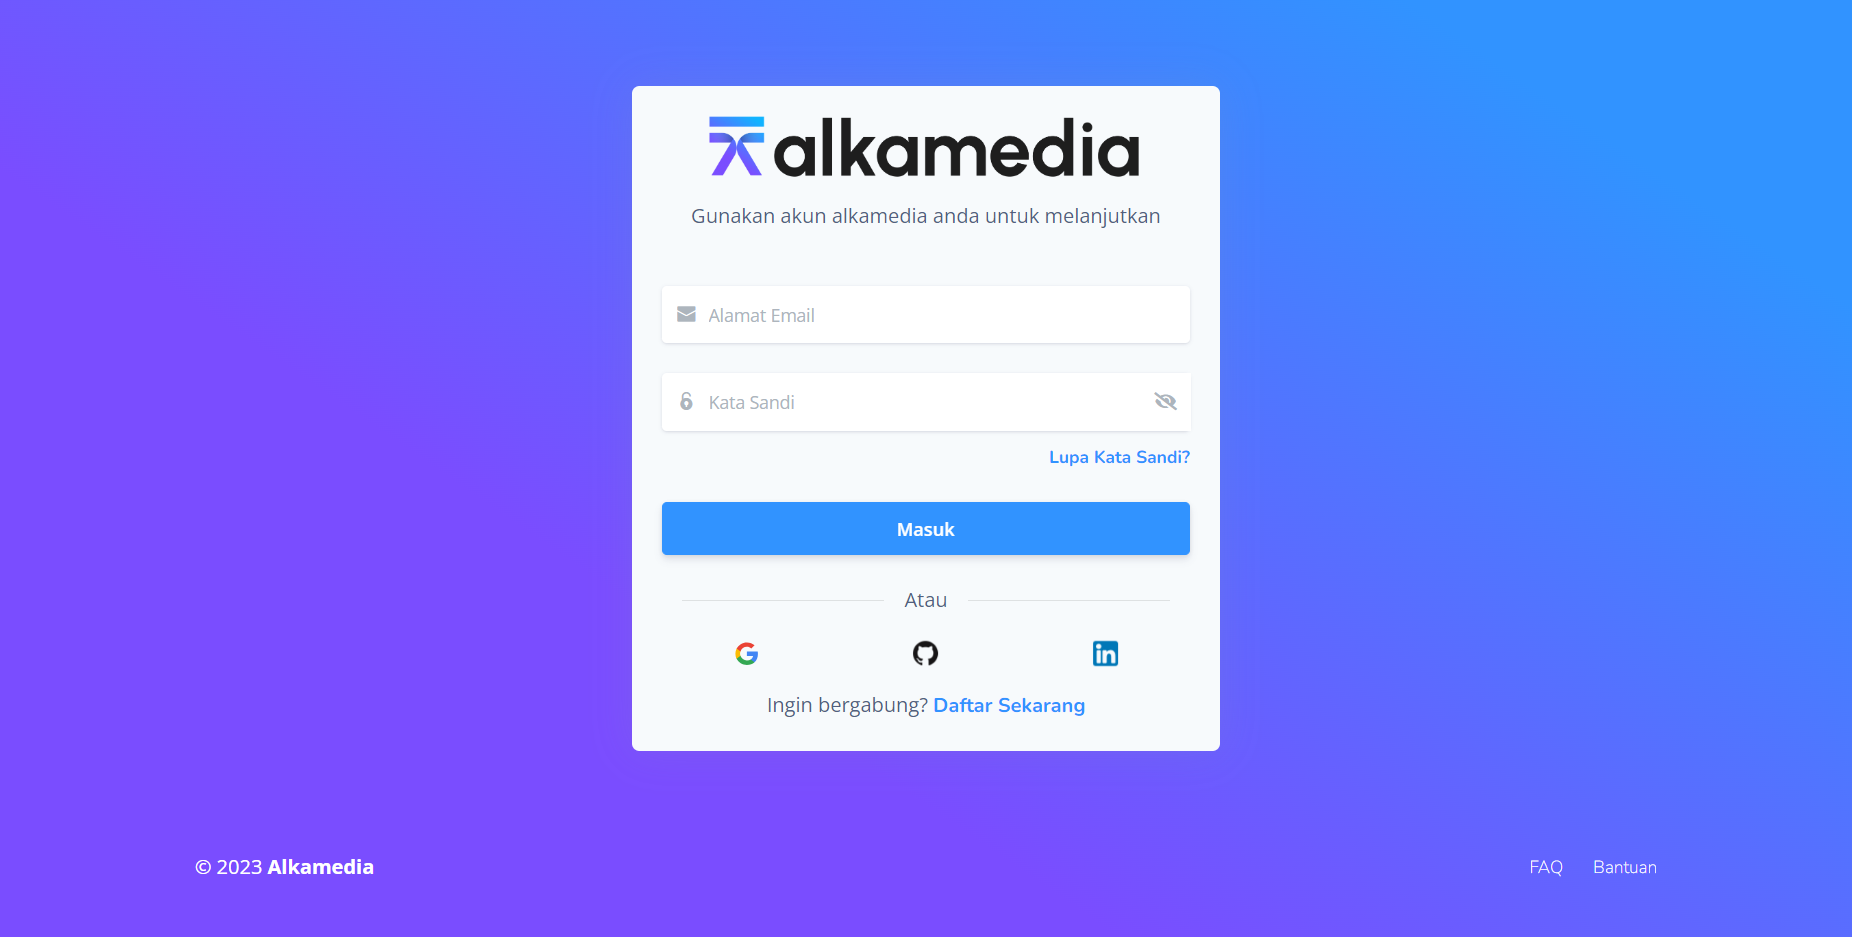 alkamedia
Gunakan akun alkamedia anda untuk melanjutkan
Alamat Email
Kata Sandi
Lupa Kata Sandi?
Masuk
Atau
Ingin bergabung? Daftar Sekarang
© 2023 Alkamedia
FAQ
Bantuan